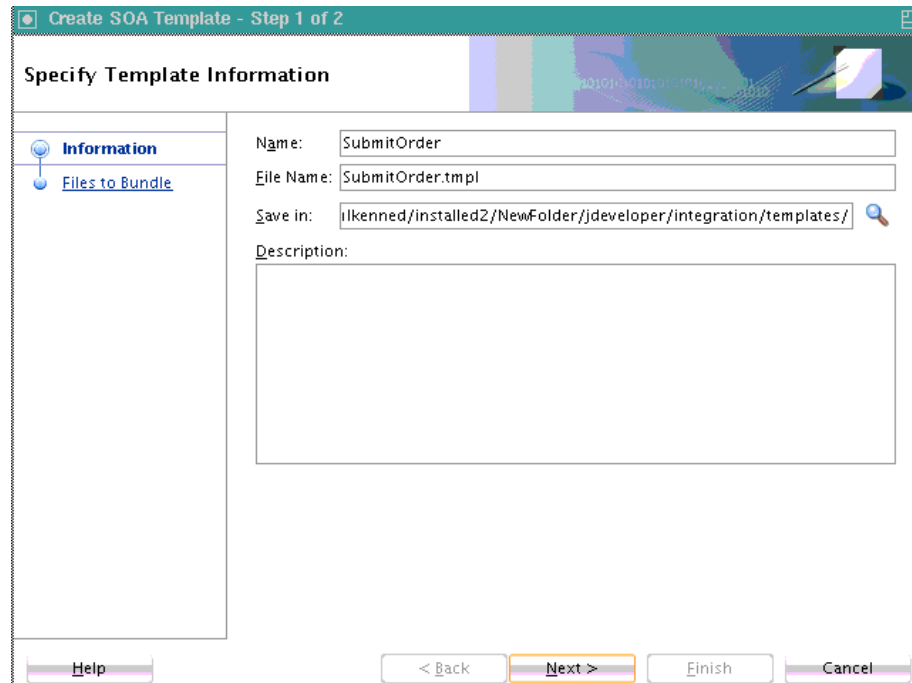 Create SOA Template - Step 1 of 2
Specify Template Information
Information
Files to Bundle
Name: SubmitOrder
File Name: SubmitOrder.tmpl
Save in: ilkenned/installed2/NewFolder/jdeveloper/integration/templates/
Description:
Help
< Back
Next >
Finish
Cancel